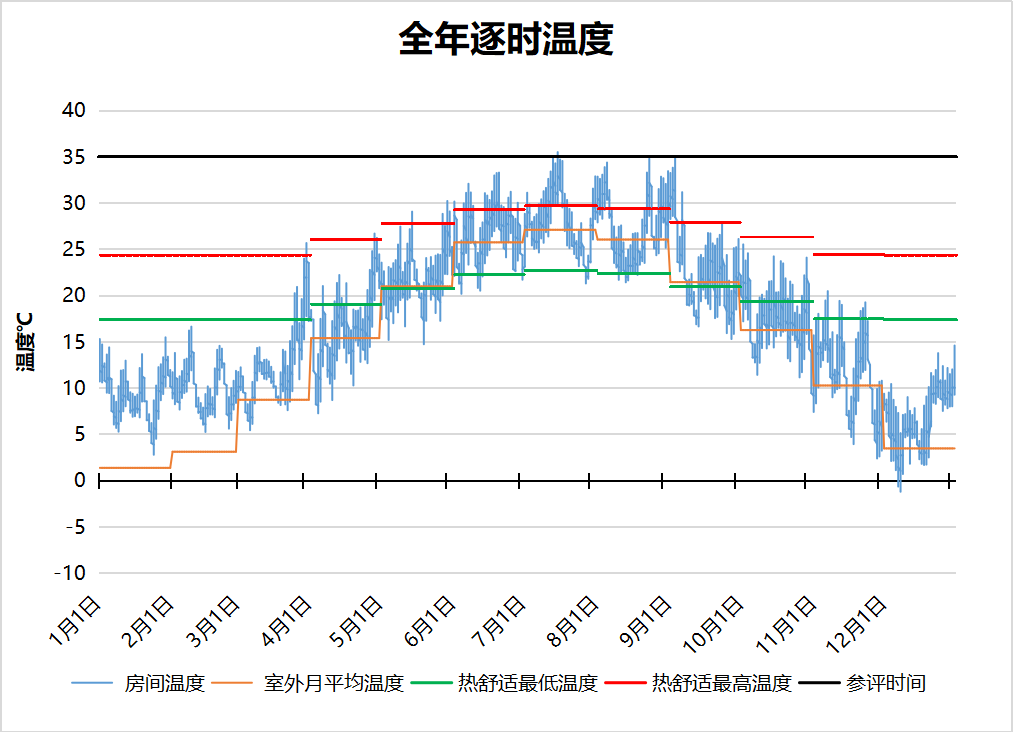 全年逐时温度
40
35
30
25
20
15
10
5
0
-5
-10
温度℃
1月1日
2月1日
3月1日
4月1日
5月1日
6月1日
7月1日
8月1日
9月1日
10月1日
11月1日
12月1日
房间温度 室外月平均温度 热舒适最低温度 热舒适最高温度 参评时间